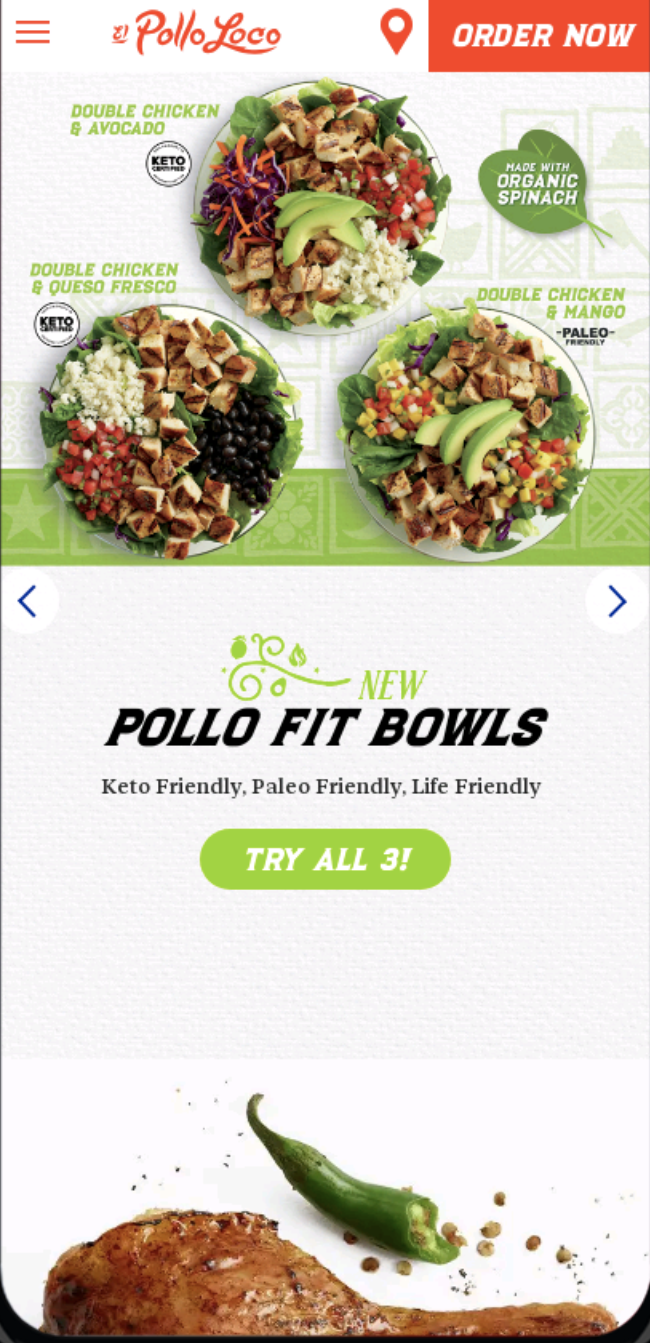 El Pollo Loco
ORDER NOW
DOUBLE CHICKEN
& AVOCADO
KETO
CERTIFIED
MADE WITH
ORGANIC
SPINACH
DOUBLE CHICKEN
& QUESO FRESCO
KETO
CERTIFIED
DOUBLE CHICKEN
& MANGO
-PALEO-
FRIENDLY
NEW
POLLO FIT BOWLS
Keto Friendly, Paleo Friendly, Life Friendly
TRY ALL 3!